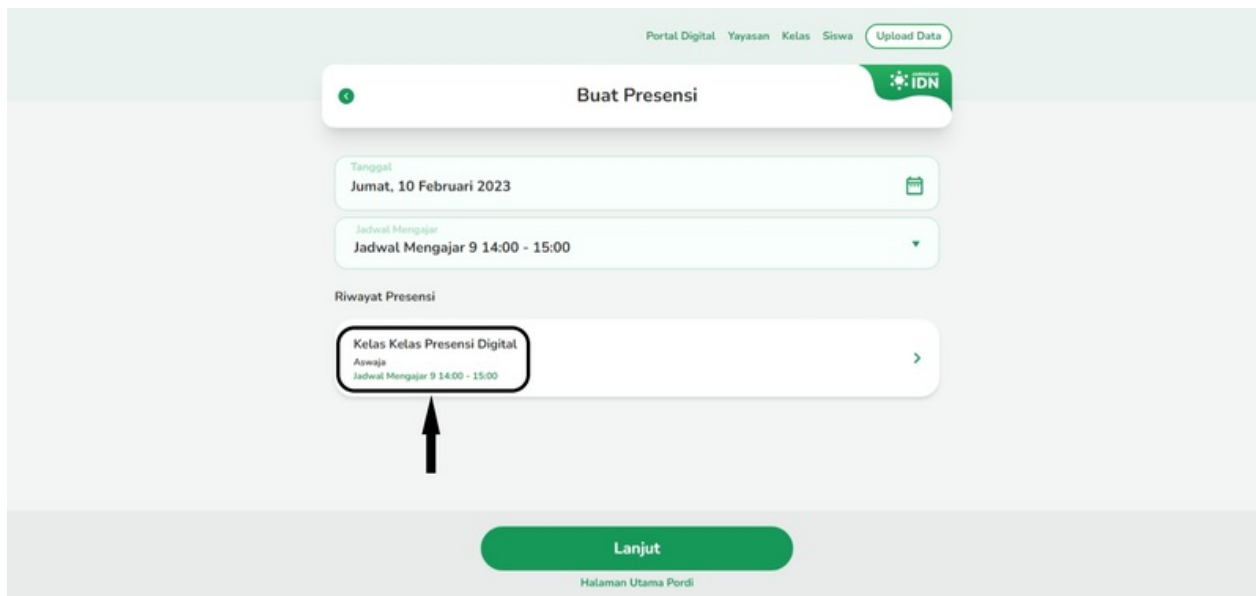 Portal Digital Yayasan Kelas Siswa Upload Data
Buat Presensi
JARINGAN
IDN
Tanggal
Jumat, 10 Februari 2023
Jadwal Mengajar
Jadwal Mengajar 9 14:00 - 15:00
Riwayat Presensi
Kelas Kelas Presensi Digital
Aswaja
Jadwal Mengajar 9 14:00 - 15:00
Lanjut
Halaman Utama Pordi